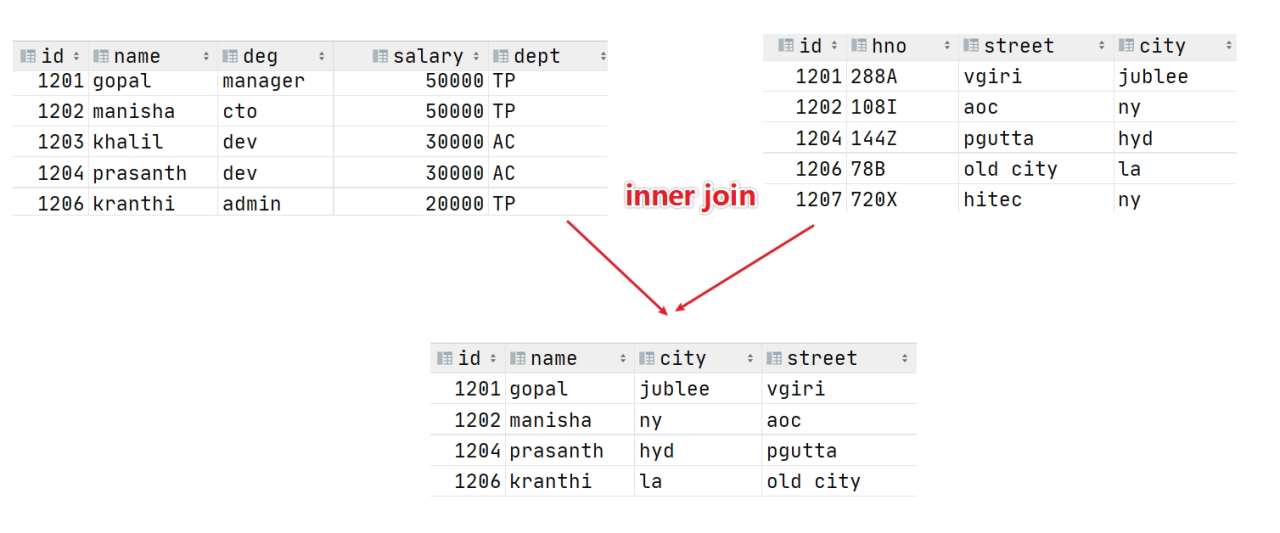 id name deg salary dept
1201 gopal manager 50000 TP
1202 manisha cto 50000 TP
1203 khalil dev 30000 AC
1204 prasanth dev 30000 AC
1206 kranthi admin 20000 TP
id hno street city
1201 288A vgiri jublee
1202 108I aoc ny
1204 144Z pgutta hyd
1206 78B old city la
1207 720X hitec ny
inner join
id name city street
1201 gopal jublee vgiri
1202 manisha ny aoc
1204 prasanth hyd pgutta
1206 kranthi la old city